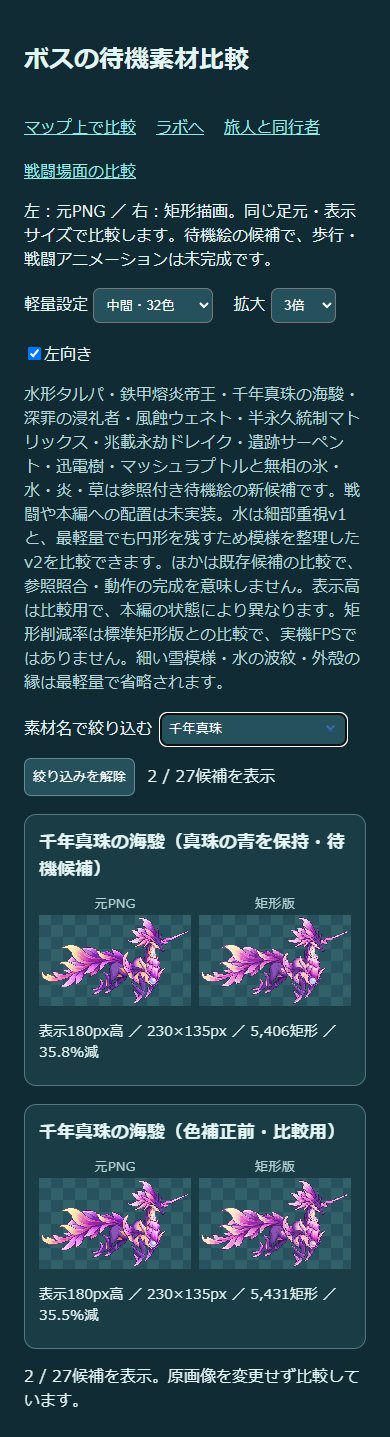 ボスの待機素材比較
マップ上で比較 ラボへ 旅人と同行者
戦闘場面の比較
左：元PNG ／ 右：矩形描画。同じ足元・表示
サイズで比較します。待機絵の候補で、歩行・
戦闘アニメーションは未完成です。
軽量設定 中間・32色 拡大 3倍
左向き
水形タルパ・鉄甲熔炎帝王・千年真珠の海駿・
深罪の浸礼者・風蝕ウェネト・半永久統制マト
リックス・兆載永劫ドレイク・遺跡サーペン
ト・迅電樹・マッシュラプトルと無相の氷・
水・炎・草は参照付き待機絵の新候補です。戦
闘や本編への配置は未実装。水は細部重視v1
と、最軽量でも円形を残すため模様を整理した
v2を比較できます。ほかは既存候補の比較で、
参照照合・動作の完成を意味しません。表示高
は比較用で、本編の状態により異なります。矩
形削減率は標準矩形版との比較で、実機FPSで
はありません。細い雪模様・水の波紋・外殻の
縁は最軽量で省略されます。
素材名で絞り込む 千年真珠
絞り込みを解除 2 / 27候補を表示
千年真珠の海駿（真珠の青を保持・待
機候補）
元PNG 矩形版
表示180px高 ／ 230×135px ／ 5,406矩形 ／
35.8%減
千年真珠の海駿（色補正前・比較用）
元PNG 矩形版
表示180px高 ／ 230×135px ／ 5,431矩形 ／
35.5%減
2 / 27候補を表示。原画像を変更せず比較して
います。